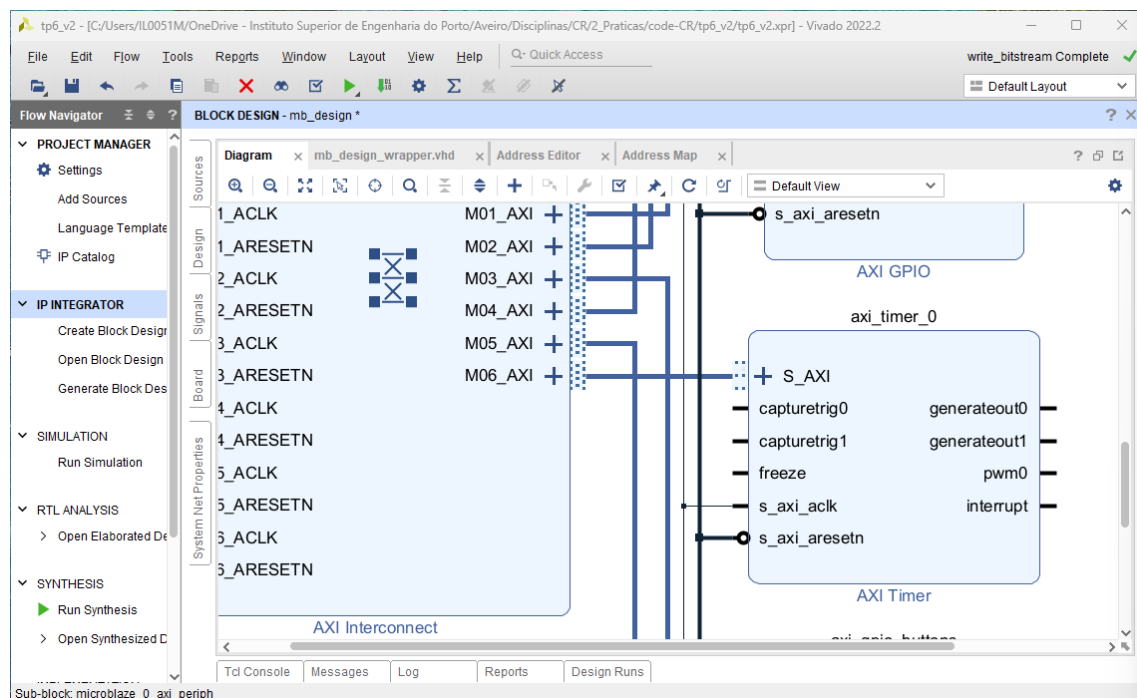 tp6_v2 - [C:/Users/IL0051M/OneDrive - Instituto Superior de Engenharia do Porto/Aveiro/Disciplinas/CR/2_Praticas/code-CR/tp6_v2/tp6_v2.xpr] - Vivado 2022.2
File Edit Flow Tools Reports Window Layout View Help Q- Quick Access write_bitstream Complete
Default Layout
Flow Navigator ? BLOCK DESIGN - mb_design * ?
PROJECT MANAGER
Settings
Add Sources
Language Template
IP Catalog
IP INTEGRATOR
Create Block Design
Open Block Design
Generate Block Des
SIMULATION
Run Simulation
RTL ANALYSIS
Open Elaborated De
SYNTHESIS
Run Synthesis
Open Synthesized D
Sources
Design
Signals
Board
System Net Properties
Diagram mb_design_wrapper.vhd Address Editor Address Map ?
Default View
1_ACLK M01_AXI
1_ARESETN M02_AXI
2_ACLK M03_AXI
2_ARESETN M04_AXI
3_ACLK M05_AXI
3_ARESETN M06_AXI
4_ACLK
4_ARESETN
5_ACLK
5_ARESETN
6_ACLK
6_ARESETN
AXI Interconnect
s_axi_aresetn
AXI GPIO
axi_timer_0
S_AXI
capturetrig0 generateout0
capturetrig1 generateout1
freeze pwm0
s_axi_aclk interrupt
s_axi_aresetn
AXI Timer
axi_gpio_buttons
Tcl Console Messages Log Reports Design Runs
Sub-block: microblaze_0_axi_periph